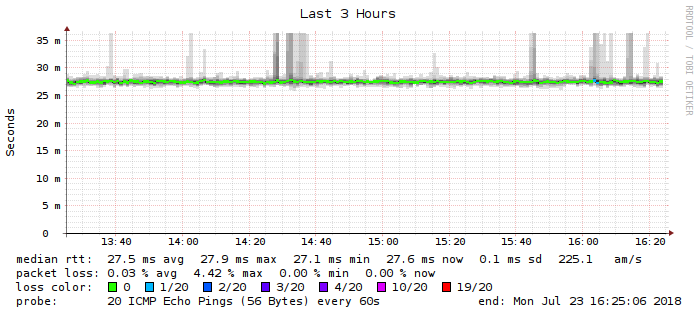 Last 3 Hours
RRDTOOL / TOBI OETIKER
Seconds
35 m
30 m
25 m
20 m
15 m
10 m
5 m
0
13:40 14:00 14:20 14:40 15:00 15:20 15:40 16:00 16:20
median rtt: 27.5 ms avg 27.9 ms max 27.1 ms min 27.6 ms now 0.1 ms sd 225.1 am/s
packet loss: 0.03 % avg 4.42 % max 0.00 % min 0.00 % now
loss color: 0 1/20 2/20 3/20 4/20 10/20 19/20
probe: 20 ICMP Echo Pings (56 Bytes) every 60s end: Mon Jul 23 16:25:06 2018